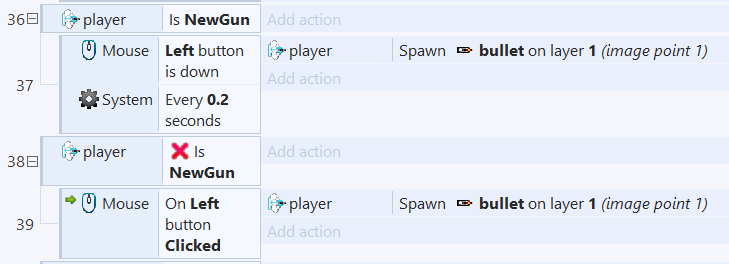 36 player Is NewGun Add action
Mouse Left button player Spawn bullet on layer 1 (image point 1)
is down Add action
37
System Every 0.2
seconds
38 player Is Add action
NewGun
Mouse On Left player Spawn bullet on layer 1 (image point 1)
39 button Add action
Clicked